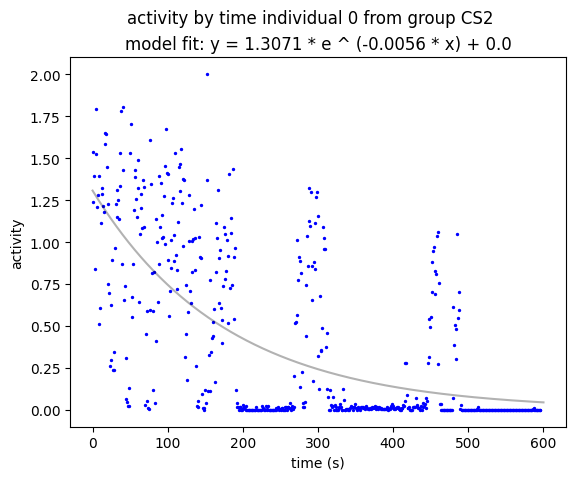 activity by time individual 0 from group CS2
model fit: y = 1.3071 * e ^ (-0.0056 * x) + 0.0
2.00
1.75
1.50
1.25
1.00
0.75
0.50
0.25
0.00
activity
0 100 200 300 400 500 600
time (s)